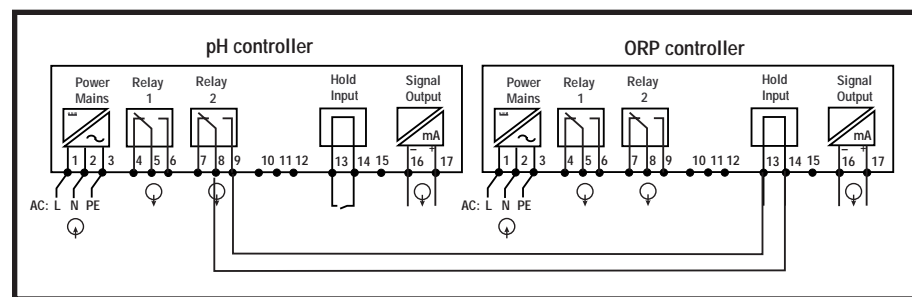 pH controller ORP controller
Power Relay Relay Hold Signal Power Relay Relay Hold Signal
Mains 1 2 Input Output Mains 1 2 Input Output
mA mA
− + − +
1 2 3 4 5 6 7 8 9 10 11 12 13 14 15 16 17 1 2 3 4 5 6 7 8 9 10 11 12 13 14 15 16 17
AC: L N PE AC: L N PE